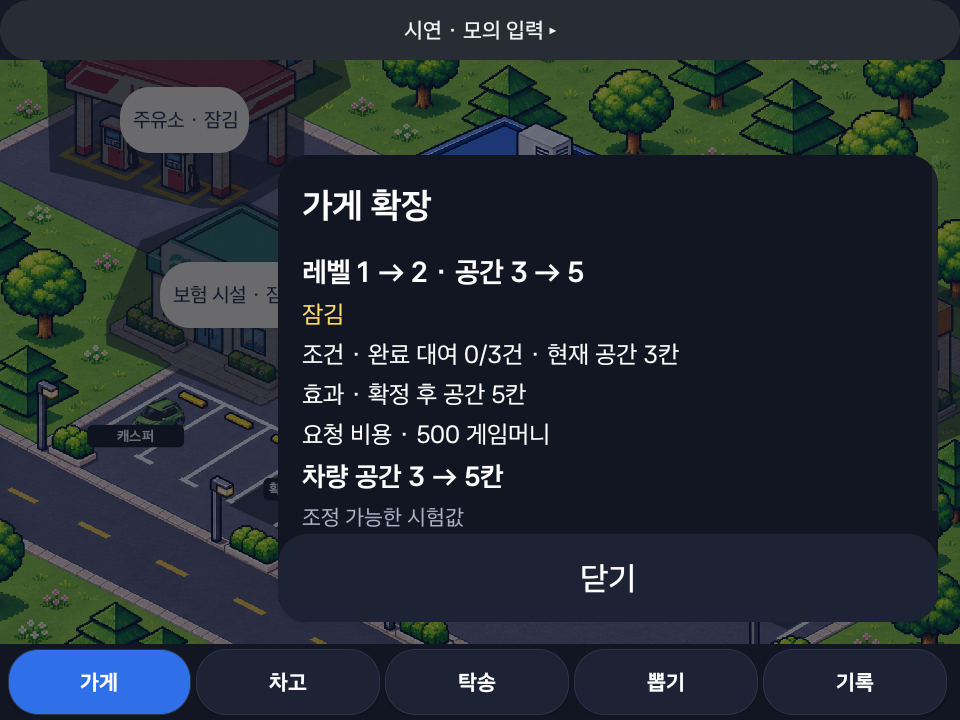 시연 · 모의 입력 ▸
주유소 · 잠김
보험 시설 · 잠
캐스퍼
가게 확장
레벨 1 → 2 · 공간 3 → 5
잠김
조건 · 완료 대여 0/3건 · 현재 공간 3칸
효과 · 확정 후 공간 5칸
요청 비용 · 500 게임머니
차량 공간 3 → 5칸
조정 가능한 시험값
닫기
가게
차고
탁송
뽑기
기록